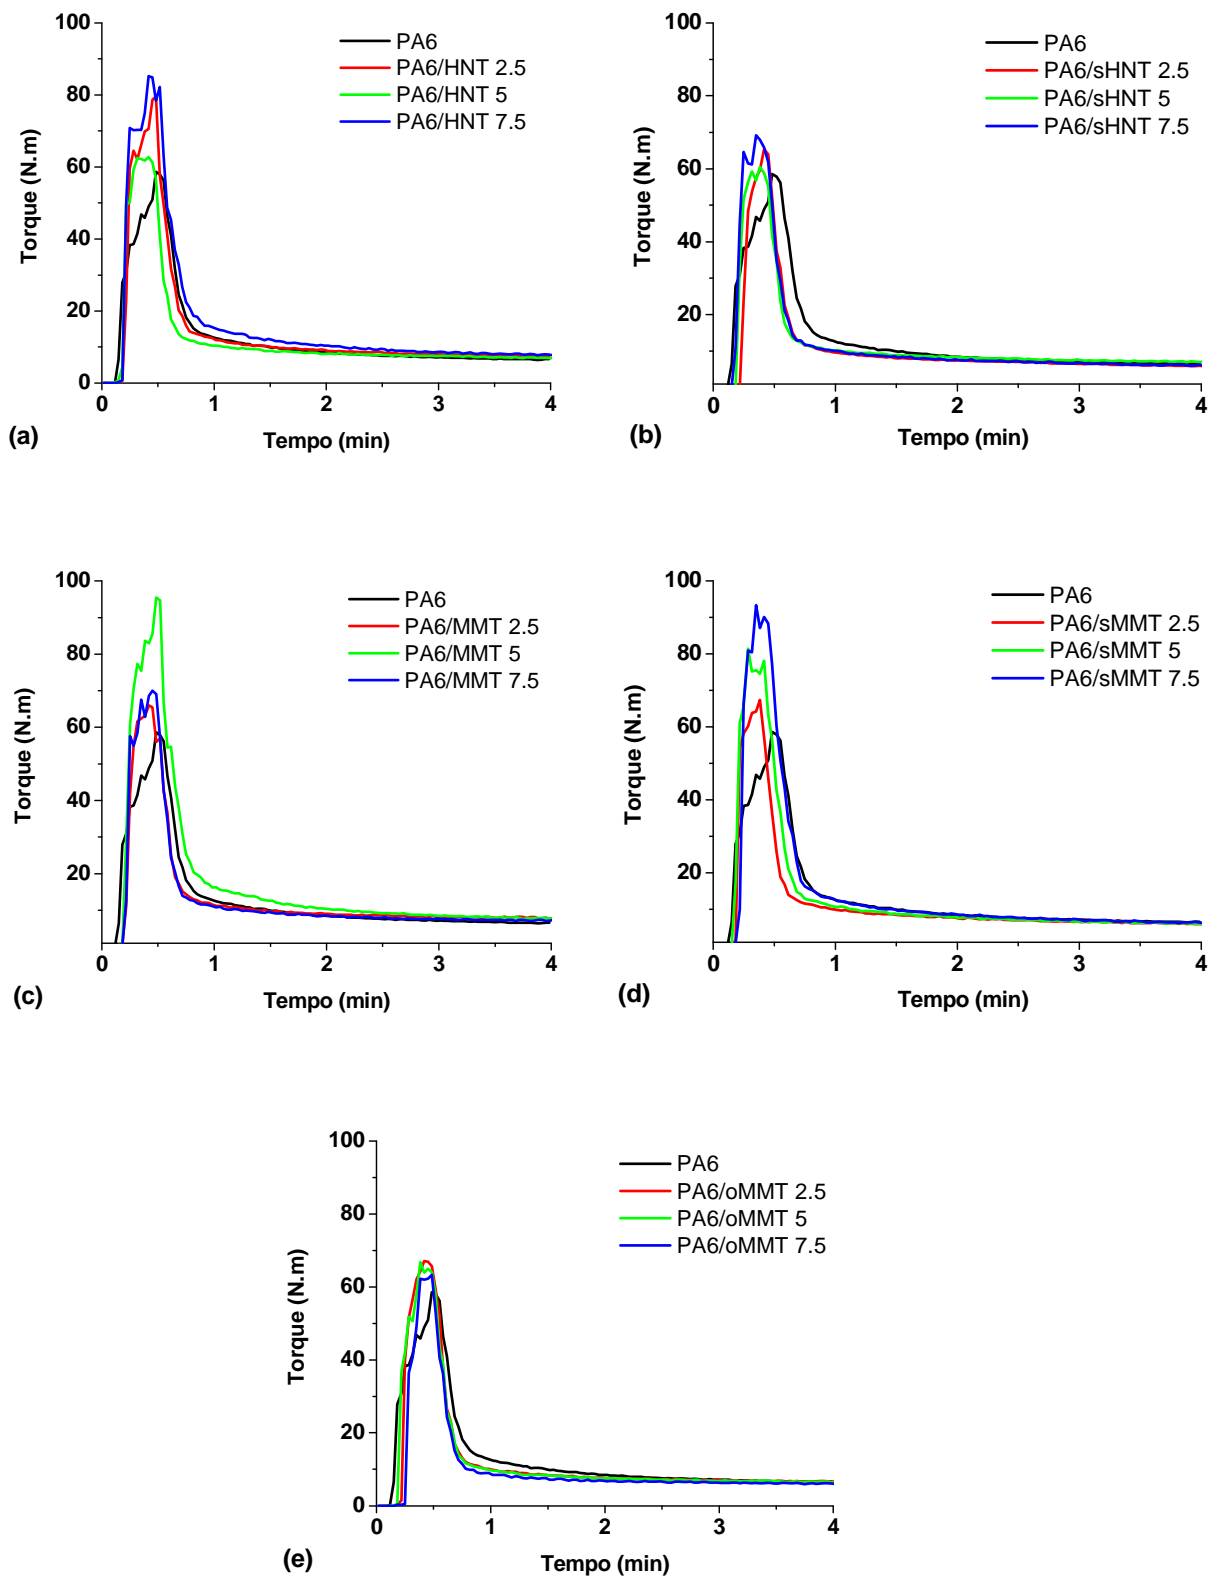 100
80
60
40
20
0
Torque (N.m)
PA6
PA6/HNT 2.5
PA6/HNT 5
PA6/HNT 7.5
0 1 2 3 4
Tempo (min)
(a)
100
80
60
40
20
Torque (N.m)
PA6
PA6/sHNT 2.5
PA6/sHNT 5
PA6/sHNT 7.5
0 1 2 3 4
Tempo (min)
(b)
100
80
60
40
20
Torque (N.m)
PA6
PA6/MMT 2.5
PA6/MMT 5
PA6/MMT 7.5
0 1 2 3 4
Tempo (min)
(c)
100
80
60
40
20
Torque (N.m)
PA6
PA6/sMMT 2.5
PA6/sMMT 5
PA6/sMMT 7.5
0 1 2 3 4
Tempo (min)
(d)
100
80
60
40
20
0
Torque (N.m)
PA6
PA6/oMMT 2.5
PA6/oMMT 5
PA6/oMMT 7.5
0 1 2 3 4
Tempo (min)
(e)